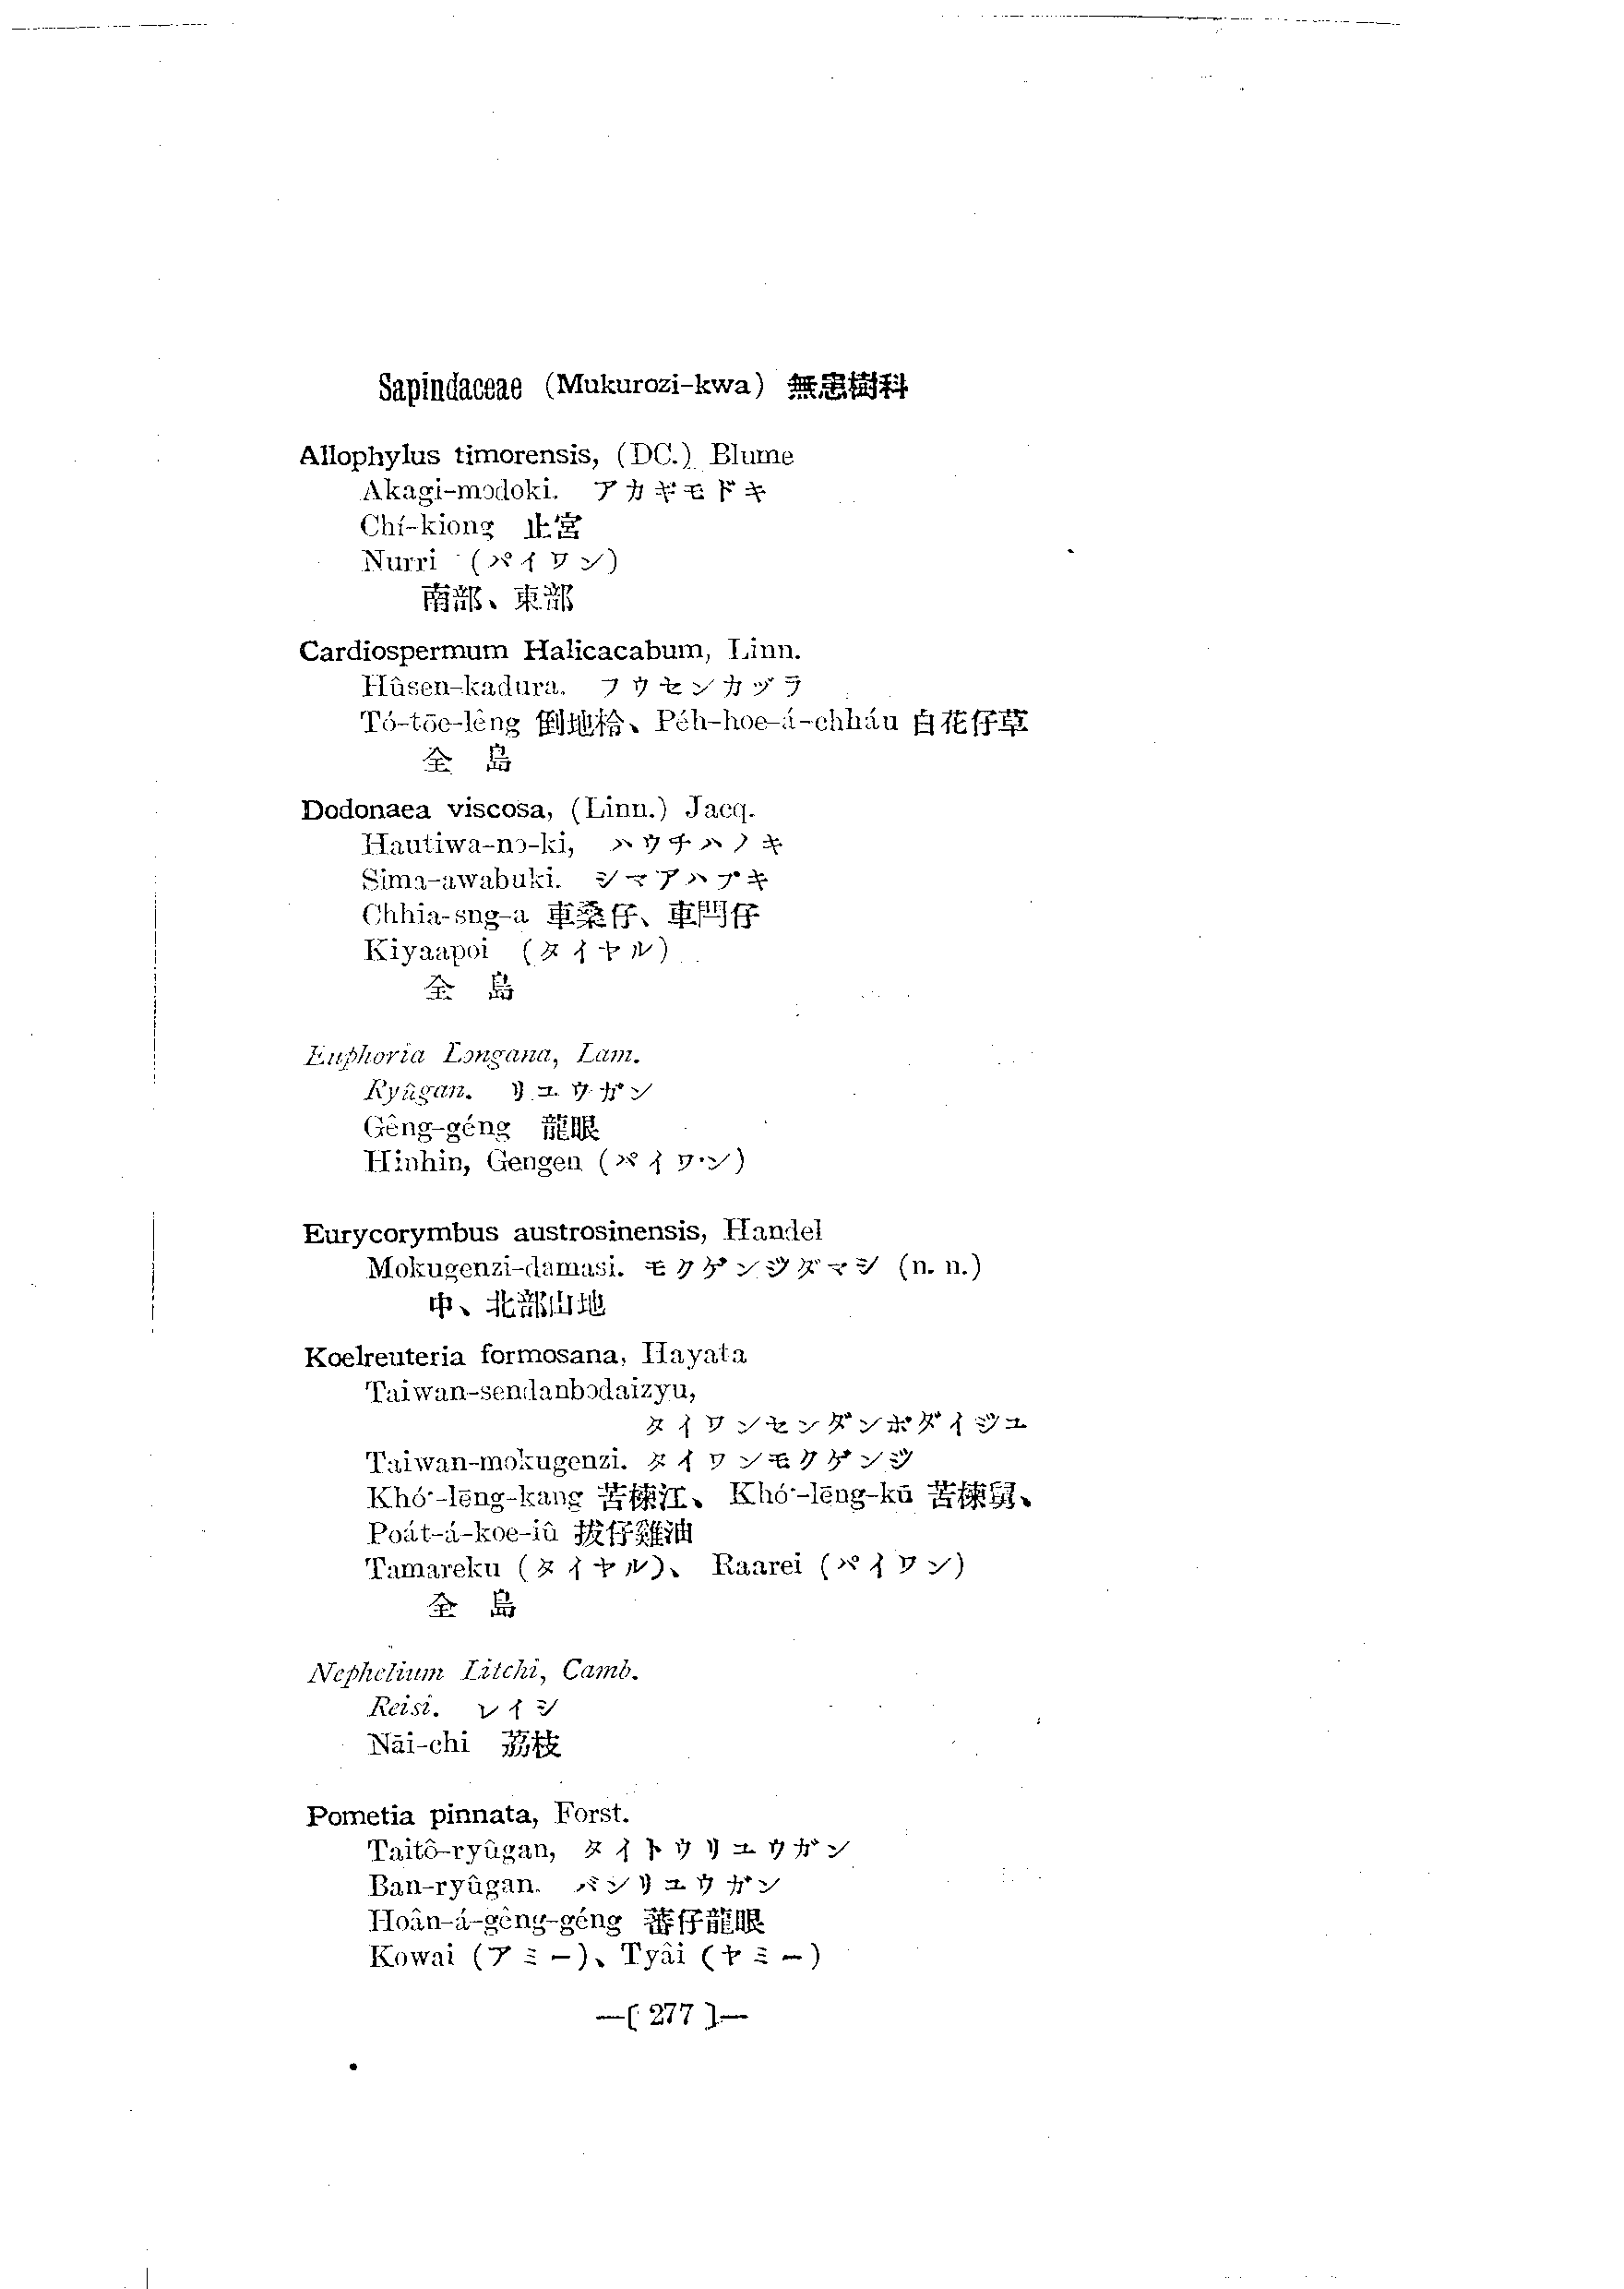 Sapindaceae (Mukurozi-kwa) 無患樹科
Allophylus timorensis, (DC.) Blume
Akagi-modoki. アカギモドキ
Chí-kiong 止宮
Nurri (パイワン)
南部、東部
Cardiospermum Halicacabum, Linn.
Hûsen-kadura. フウセンカヅラ
Tó-tōe-lêng 倒地柃、Pėh-hoe-á-chháu 白花仔草
全島
Dodonaea viscosa, (Linn.) Jacq.
Hautiwa-no-ki, ハウチハノキ
Sima-awabuki. シマアハブキ
Chhia-sng-a 車桑仔、車閂仔
Kiyaapoi (タイヤル)
全島
Euphoria Longana, Lam.
Ryûgan. リユウガン
Gêng-géng 龍眼
Hinhin, Gengen (パイワン)
Eurycorymbus austrosinensis, Handel
Mokugenzi-damasi. モクゲンジダマシ (n. n.)
中、北部山地
Koelreuteria formosana, Hayata
Taiwan-sendanbodaizyu,
タイワンセンダンボダイジユ
Taiwan-mokugenzi. タイワンモクゲンジ
Khó·-lēng-kang 苦楝江、Khó·-lēng-kū 苦楝舅、
Poát-á-koe-iû 拔仔雞油
Tamareku (タイヤル)、Raarei (パイワン)
全島
Nephelium Litchi, Camb.
Reisi. レイシ
Nāi-chi 荔枝
Pometia pinnata, Forst.
Taitô-ryûgan, タイトウリユウガン
Ban-ryûgan. バンリユウガン
Hoân-á-gêng-géng 蕃仔龍眼
Kowai (アミー)、Tyâi (ヤミー)
—( 277 )—